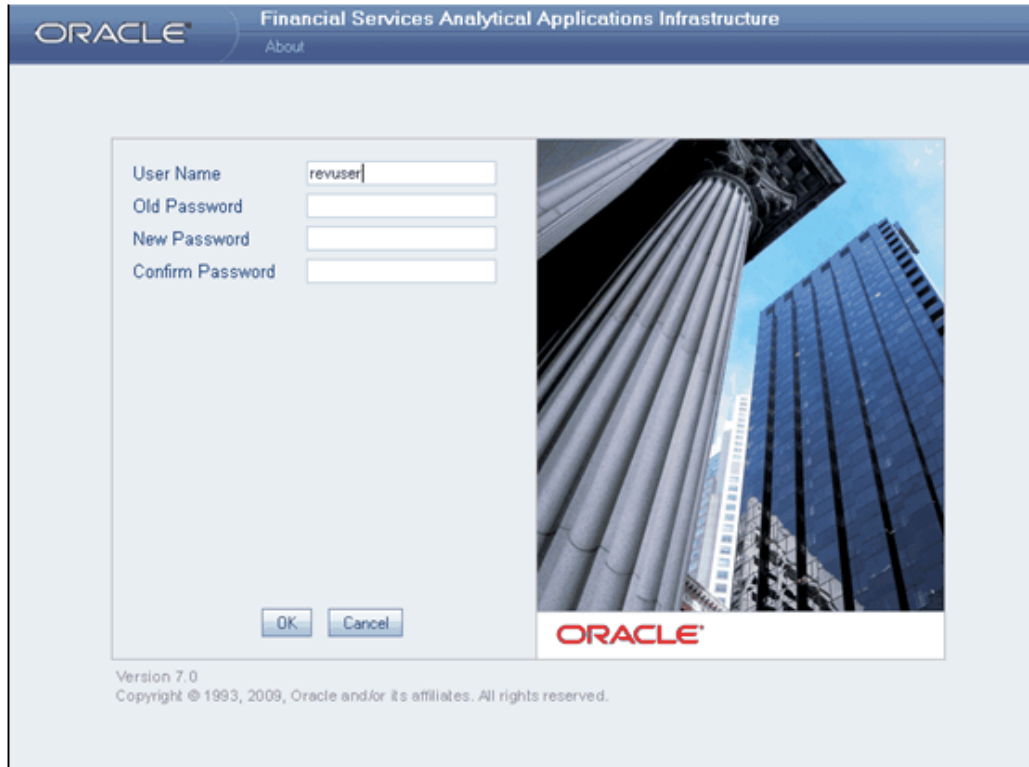 ORACLE
Financial Services Analytical Applications Infrastructure
About
User Name revuser
Old Password
New Password
Confirm Password
OK Cancel
ORACLE
Version 7.0
Copyright © 1993, 2009, Oracle and/or its affiliates. All rights reserved.